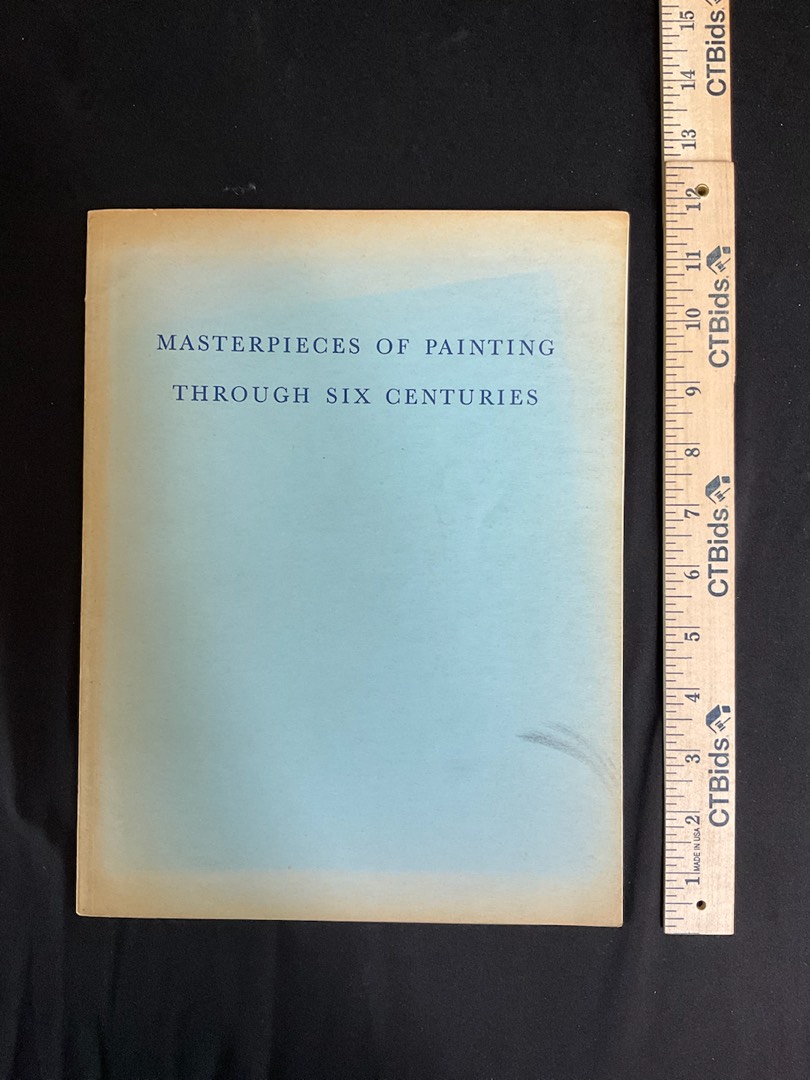 MASTERPIECES OF PAINTING
THROUGH SIX CENTURIES
15
CTBids.
14
13
12
11
CTBids.
10
9
8
7
CTBids.
6
5
4
CTBids.
3
2
MADE IN USA
1